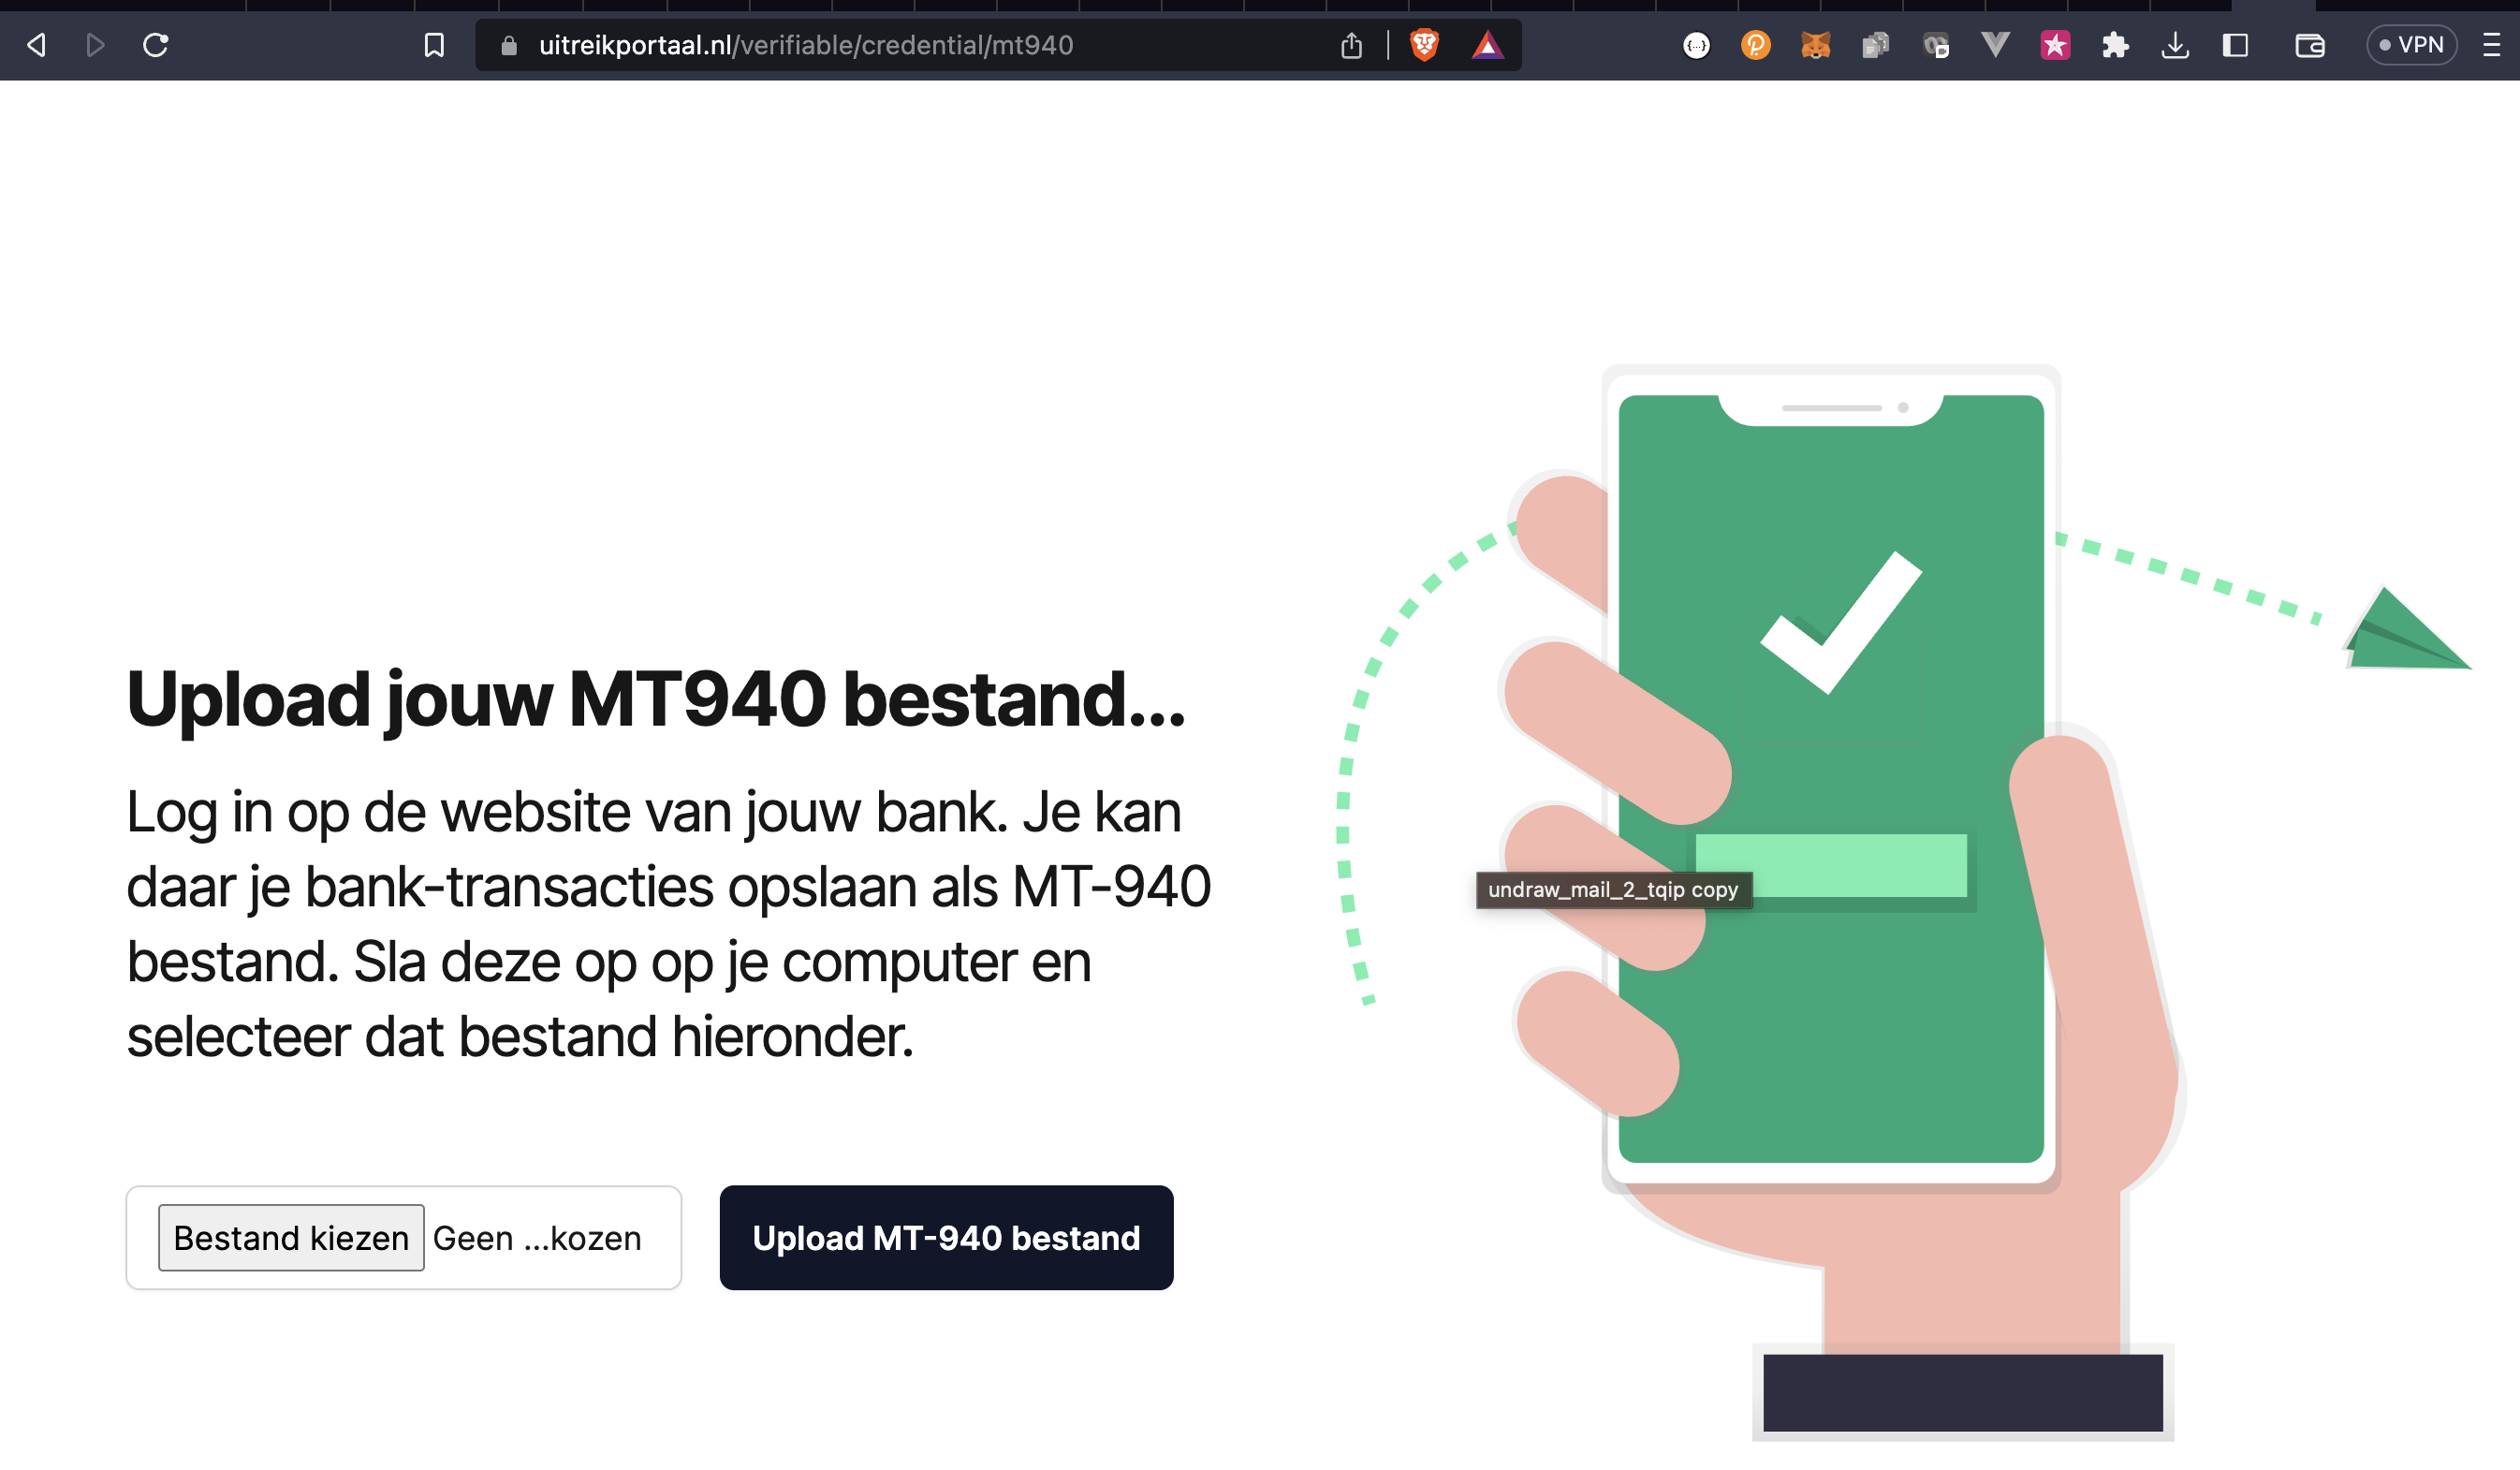 uitreikportaal.nl/verifiable/credential/mt940
VPN
Upload jouw MT940 bestand...
Log in op de website van jouw bank. Je kan
daar je bank-transacties opslaan als MT-940
bestand. Sla deze op op je computer en
selecteer dat bestand hieronder.
undraw_mail_2_tqip copy
Bestand kiezen Geen ...kozen
Upload MT-940 bestand